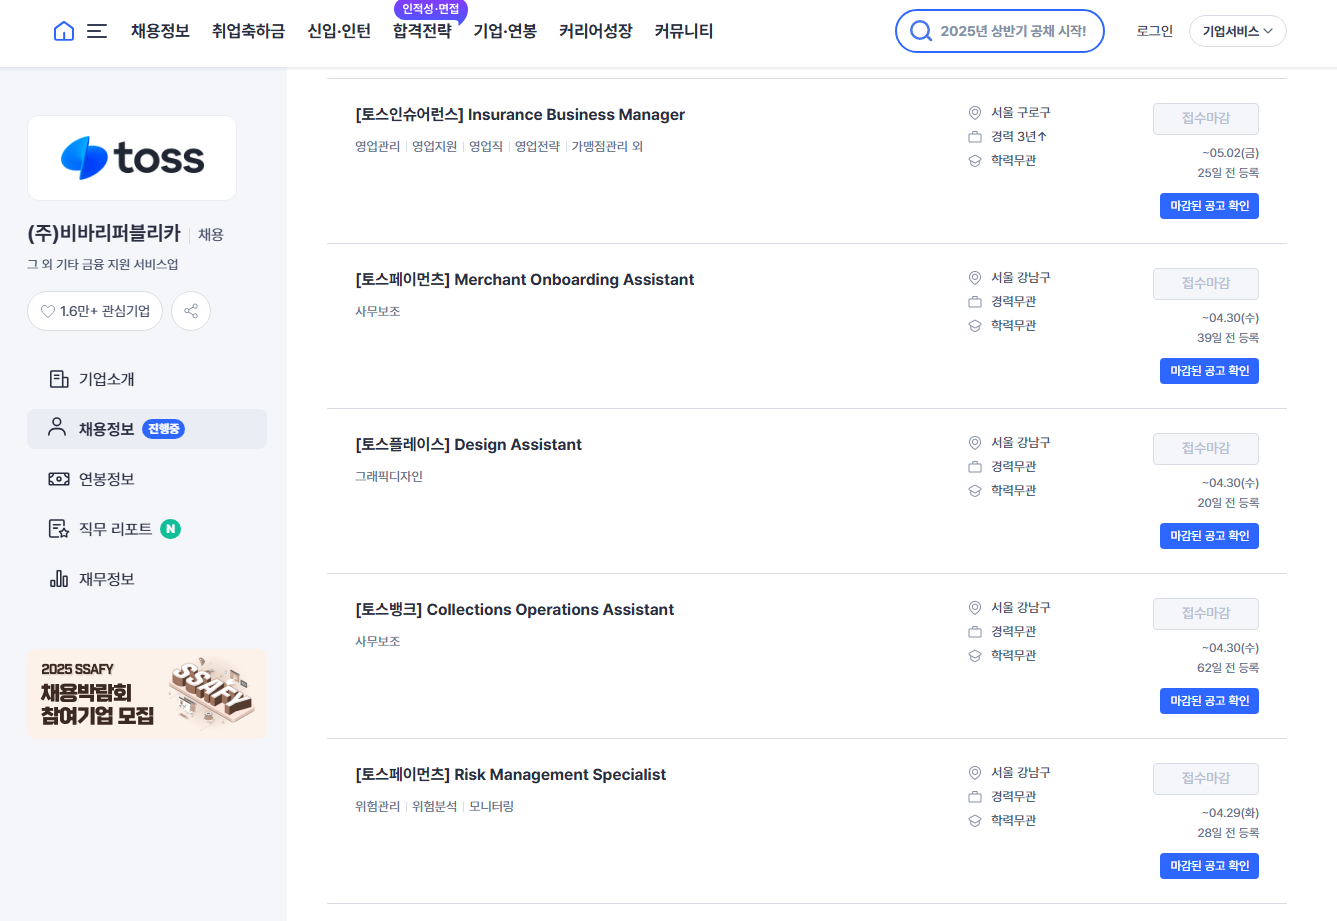 인적성·면접
채용정보 취업축하금 신입·인턴 합격전략 기업·연봉 커리어성장 커뮤니티
2025년 상반기 공채 시작!
로그인
기업서비스
toss
(주)비바리퍼블리카 채용
그 외 기타 금융 지원 서비스업
1.6만+ 관심기업
기업소개
채용정보 진행중
연봉정보
직무 리포트 N
재무정보
2025 SSAFY
채용박람회
참여기업 모집
SSAFY
[토스인슈어런스] Insurance Business Manager
영업관리 영업지원 영업직 영업전략 가맹점관리 외
서울 구로구
경력 3년↑
학력무관
접수마감
~05.02(금)
25일 전 등록
마감된 공고 확인
[토스페이먼츠] Merchant Onboarding Assistant
사무보조
서울 강남구
경력무관
학력무관
접수마감
~04.30(수)
39일 전 등록
마감된 공고 확인
[토스플레이스] Design Assistant
그래픽디자인
서울 강남구
경력무관
학력무관
접수마감
~04.30(수)
20일 전 등록
마감된 공고 확인
[토스뱅크] Collections Operations Assistant
사무보조
서울 강남구
경력무관
학력무관
접수마감
~04.30(수)
62일 전 등록
마감된 공고 확인
[토스페이먼츠] Risk Management Specialist
위험관리 위험분석 모니터링
서울 강남구
경력무관
학력무관
접수마감
~04.29(화)
28일 전 등록
마감된 공고 확인